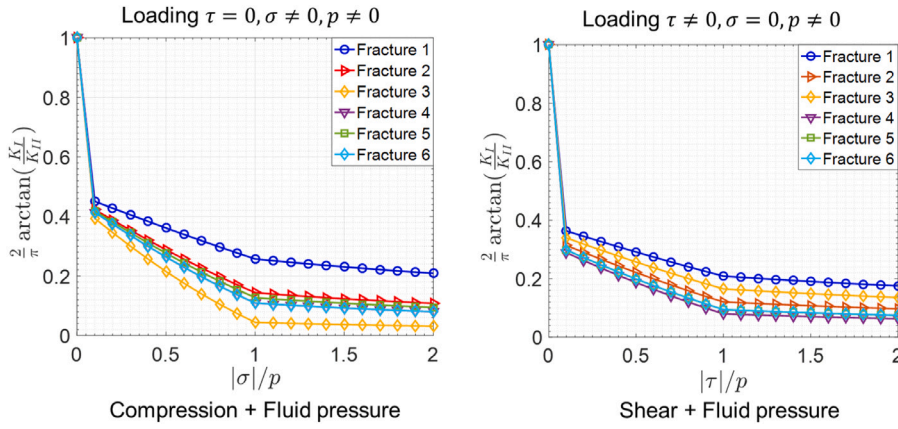 Loading τ = 0, σ ≠ 0, p ≠ 0
1
0.8
0.6
0.4
0.2
0
0
0.5
1
1.5
2
2/π arctan(K_I/K_II)
|σ|/p
Fracture 1
Fracture 2
Fracture 3
Fracture 4
Fracture 5
Fracture 6
Compression + Fluid pressure
Loading τ ≠ 0, σ = 0, p ≠ 0
1
0.8
0.6
0.4
0.2
0
0
0.5
1
1.5
2
2/π arctan(K_I/K_II)
|τ|/p
Fracture 1
Fracture 2
Fracture 3
Fracture 4
Fracture 5
Fracture 6
Shear + Fluid pressure